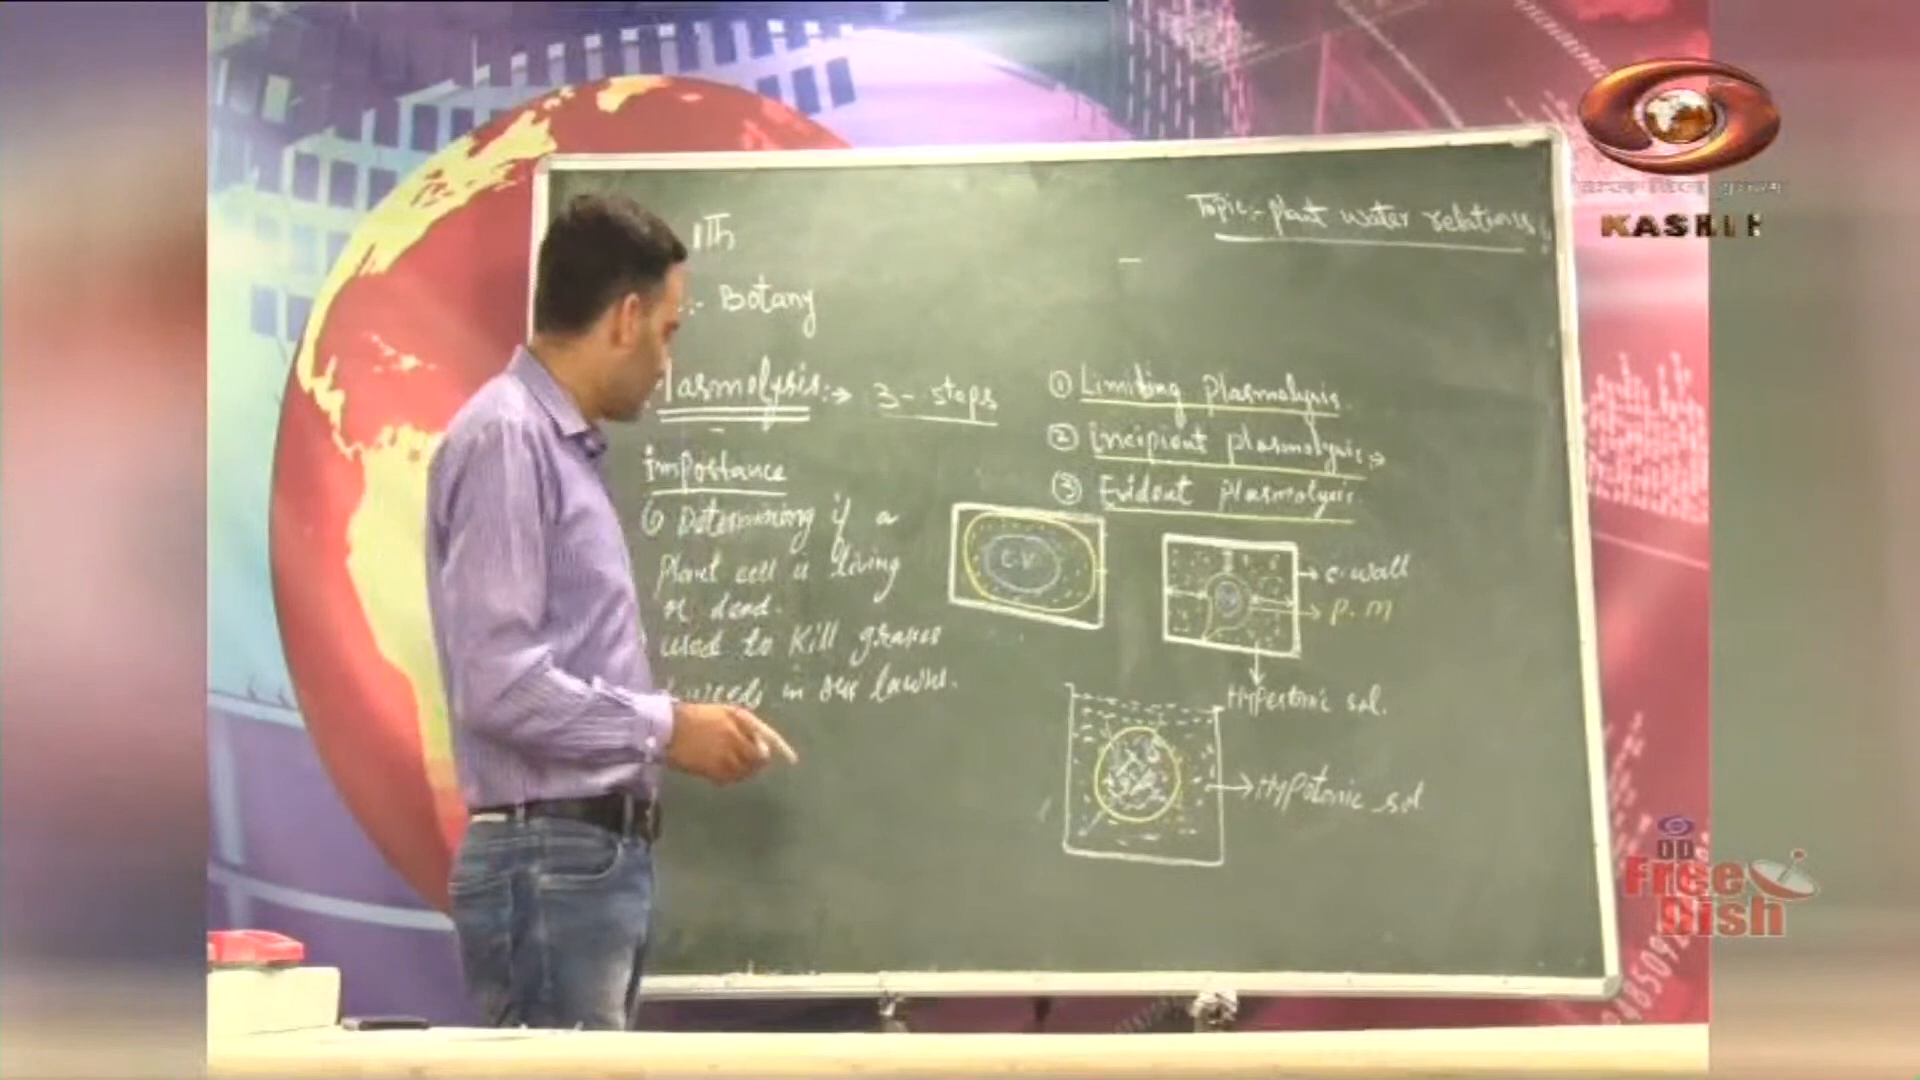 Topic:- plant water relations
11Th
:- Botany
lasmolysis:→ 3- steps
① Limiting plasmolysis
② Incipient plasmolysis:→
③ Evident plasmolysis
Importance
Determining if a
plant cell is living
or dead.
used to kill grasses
weeds in our lawns.
C.V.
c. wall
P. M
Hypertonic sol.
Hypotonic sol
DD
Free
Dish